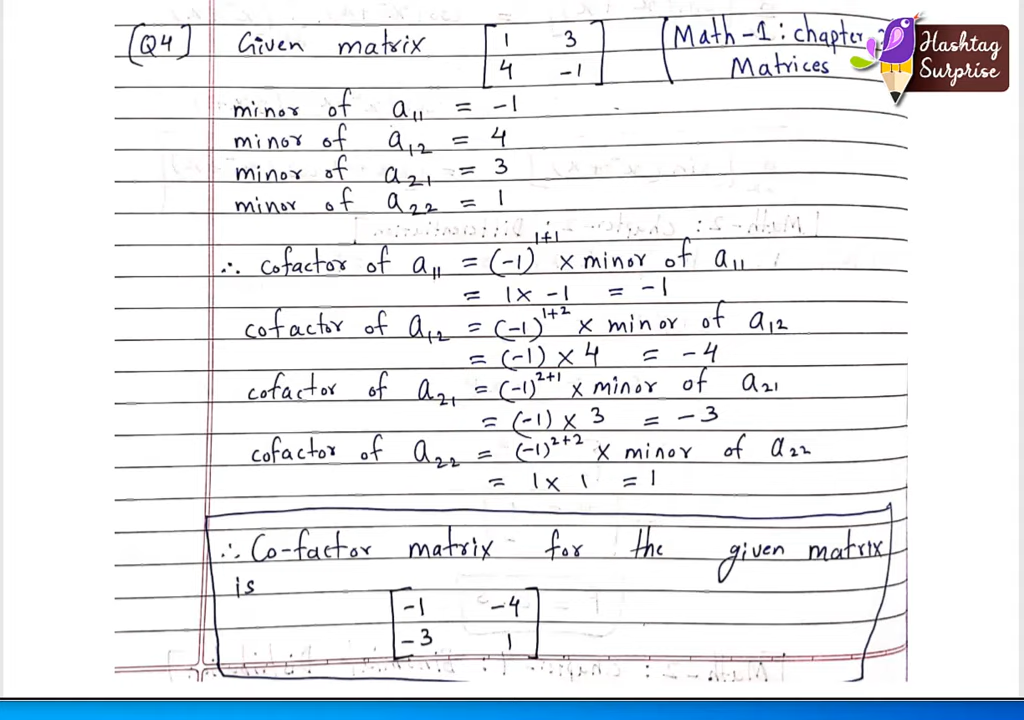 [Q4] Given matrix [1 3
4 -1] (Math-1: chapter
Matrices
Hashtag
Surprise
minor of a₁₁ = -1
minor of a₁₂ = 4
minor of a₂₁ = 3
minor of a₂₂ = 1
∴ cofactor of a₁₁ = (-1)¹⁺¹ × minor of a₁₁
= 1 × -1 = -1
cofactor of a₁₂ = (-1)¹⁺² × minor of a₁₂
= (-1) × 4 = -4
cofactor of a₂₁ = (-1)²⁺¹ × minor of a₂₁
= (-1) × 3 = -3
cofactor of a₂₂ = (-1)²⁺² × minor of a₂₂
= 1 × 1 = 1
∴ Co-factor matrix for the given matrix
is
[-1 -4
-3 1]